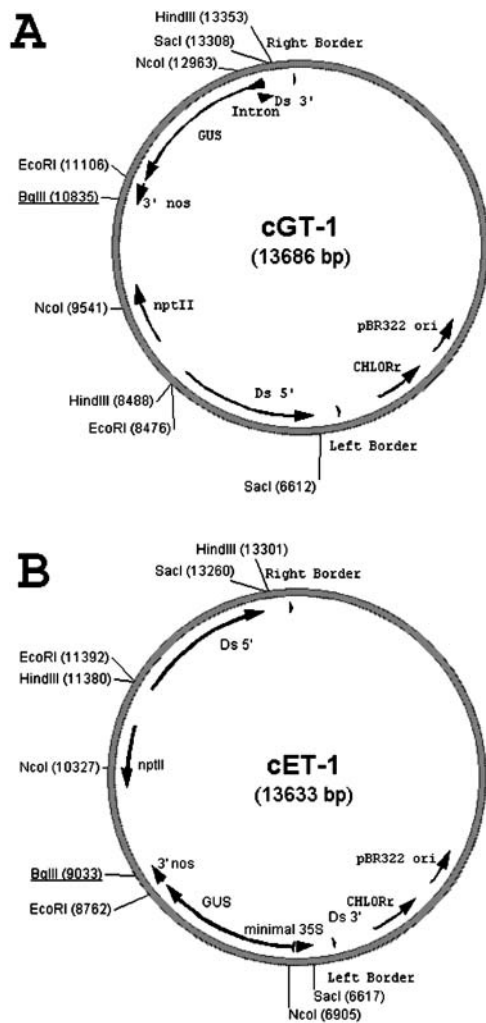 A
HindIII (13353)
SacI (13308)
Right Border
NcoI (12963)
Ds 3'
Intron
GUS
EcoRI (11106)
BglII (10835)
3' nos
cGT-1
(13686 bp)
NcoI (9541)
nptII
pBR322 ori
CHLORr
HindIII (8488)
Ds 5'
EcoRI (8476)
Left Border
SacI (6612)
B
HindIII (13301)
SacI (13260)
Right Border
Ds 5'
EcoRI (11392)
HindIII (11380)
NcoI (10327)
nptII
cET-1
(13633 bp)
3' nos
pBR322 ori
BglII (9033)
GUS
EcoRI (8762)
CHLORr
Ds 3'
minimal 35S
Left Border
SacI (6617)
NcoI (6905)